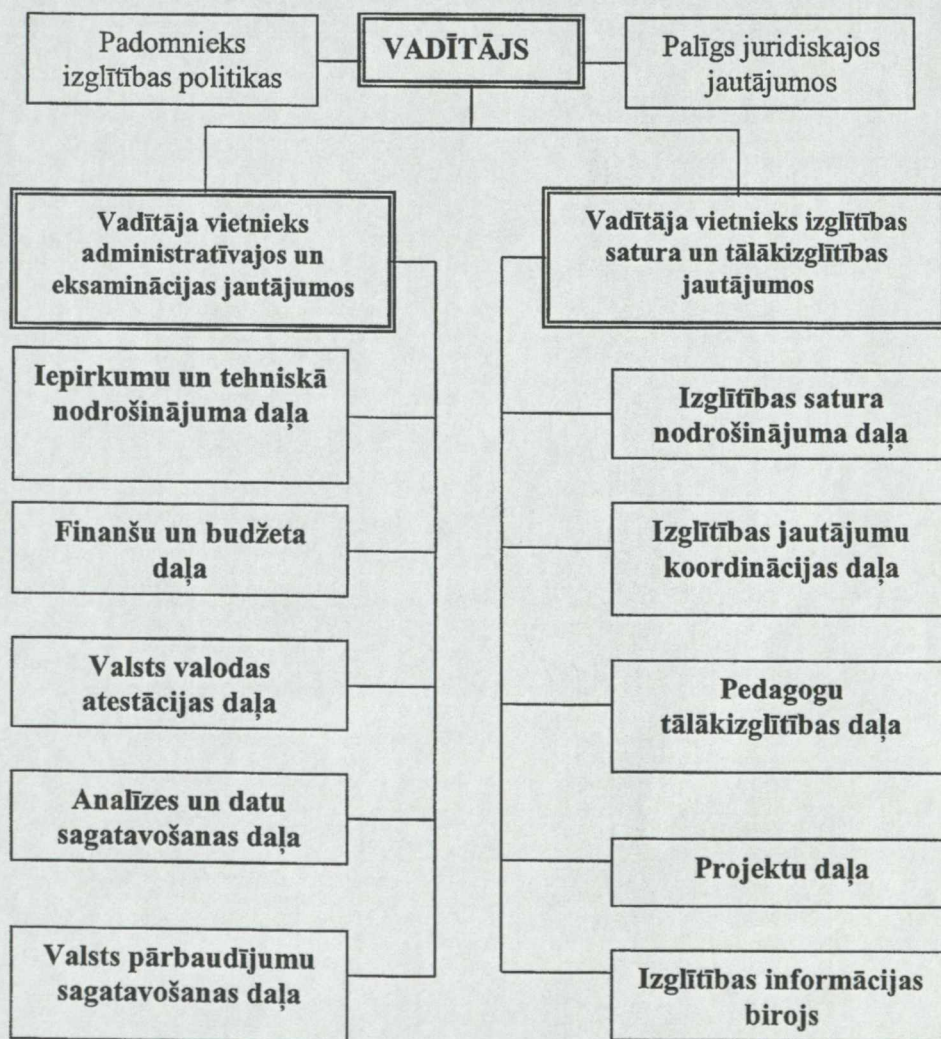 Padomnieks
izglītības politikas
VADĪTĀJS
Palīgs juridiskajos
jautājumos
Vadītāja vietnieks
administratīvajos un
eksaminācijas jautājumos
Vadītāja vietnieks izglītības
satura un tālākizglītības
jautājumos
Iepirkumu un tehniskā
nodrošinājuma daļa
Finanšu un budžeta
daļa
Valsts valodas
atestācijas daļa
Analīzes un datu
sagatavošanas daļa
Valsts pārbaudījumu
sagatavošanas daļa
Izglītības satura
nodrošinājuma daļa
Izglītības jautājumu
koordinācijas daļa
Pedagogu
tālākizglītības daļa
Projektu daļa
Izglītības informācijas
birojs